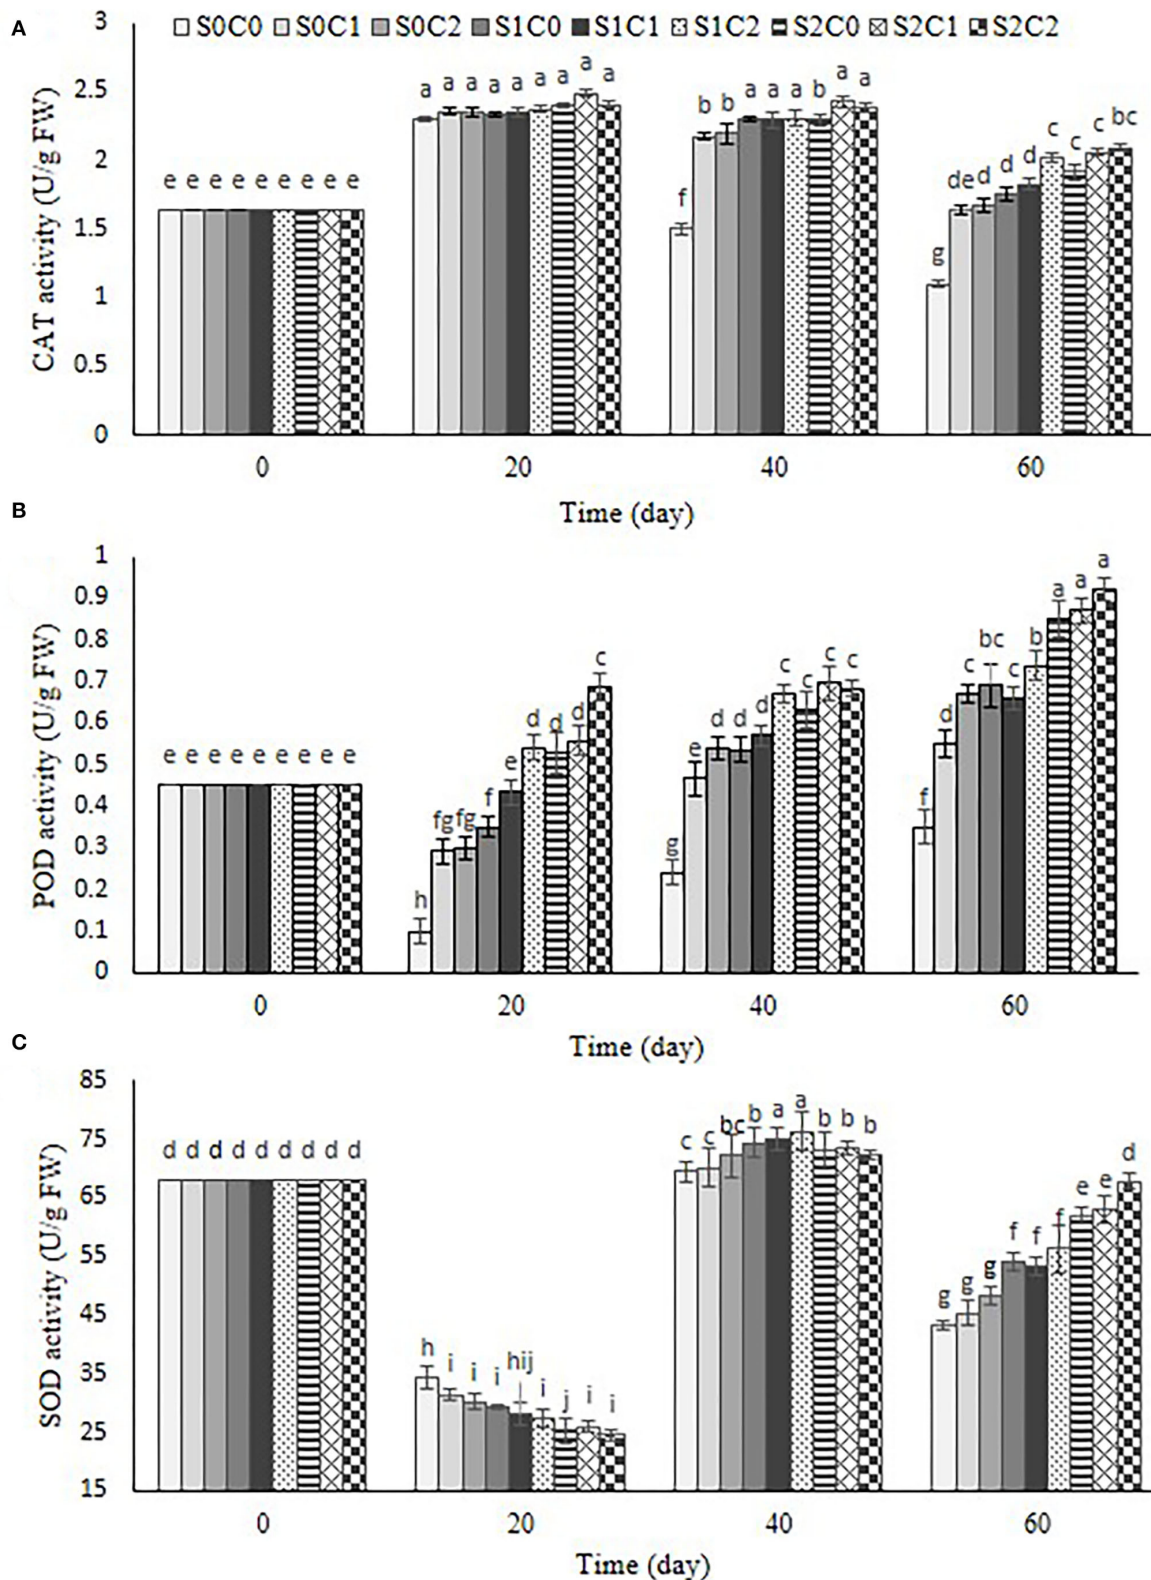 A
3
S0C0 S0C1 S0C2 S1C0 S1C1 S1C2 S2C0 S2C1 S2C2
2.5
2
1.5
1
0.5
0
CAT activity (U/g FW)
e e e e e e e e e
a a a a a a a a a
f b b a a a b a a
g de d d d c c c bc
0 20 40 60
Time (day)
B
1
0.9
0.8
0.7
0.6
0.5
0.4
0.3
0.2
0.1
0
POD activity (U/g FW)
e e e e e e e e e
h fg fg f e d d d c
g e d d d c c c c
f d c bc c b a a a
0 20 40 60
Time (day)
C
85
75
65
55
45
35
25
15
SOD activity (U/g FW)
d d d d d d d d d
h i i i hij i j i i
c c bc b a a b b b
g g g f f f e e d
0 20 40 60
Time (day)